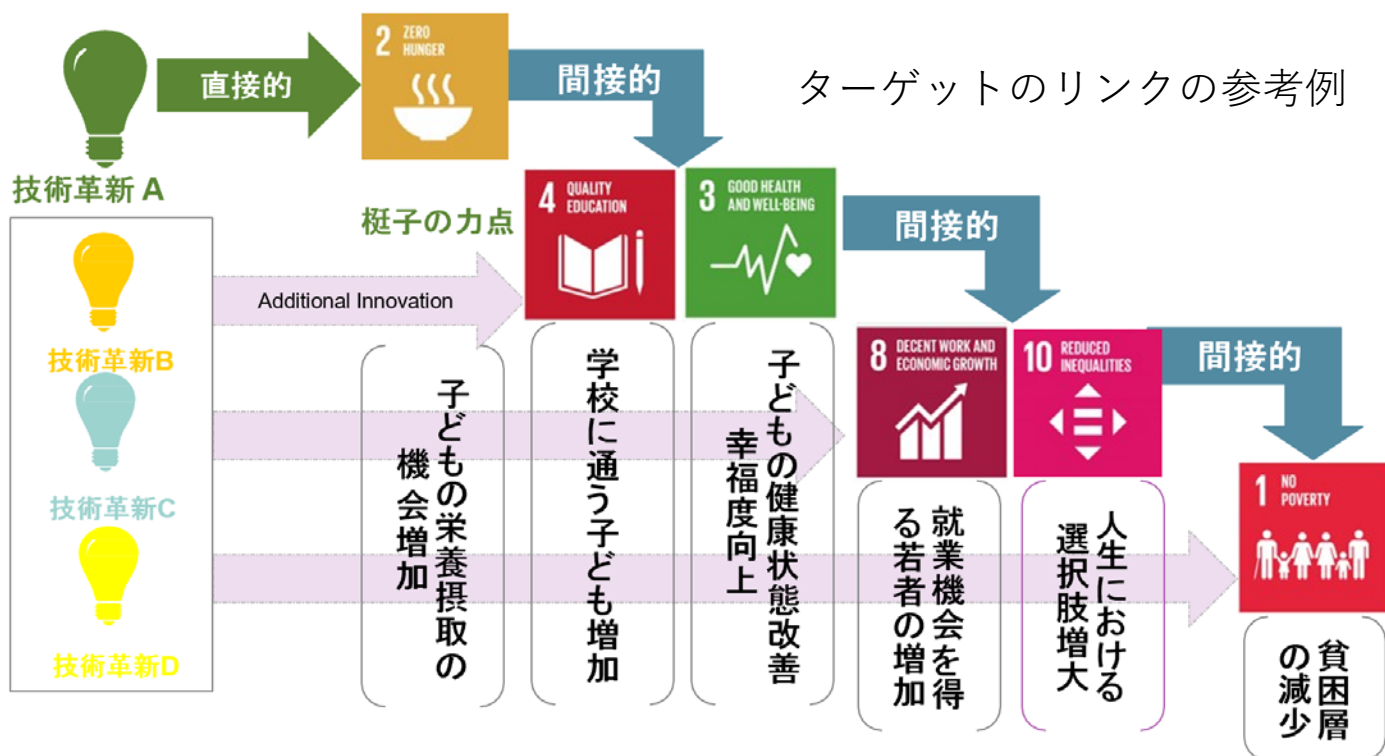 ターゲットのリンクの参考例
直接的
2 ZERO
HUNGER
間接的
技術革新 A
梃子の力点
4 QUALITY
EDUCATION
3 GOOD HEALTH
AND WELL-BEING
間接的
Additional Innovation
技術革新B
8 DECENT WORK AND
ECONOMIC GROWTH
10 REDUCED
INEQUALITIES
間接的
技術革新C
1 NO
POVERTY
技術革新D
子どもの栄養摂取の
機会増加
学校に通う子ども増加
子どもの健康状態改善
幸福度向上
就業機会を得
る若者の増加
人生における
選択肢増大
貧困層
の減少